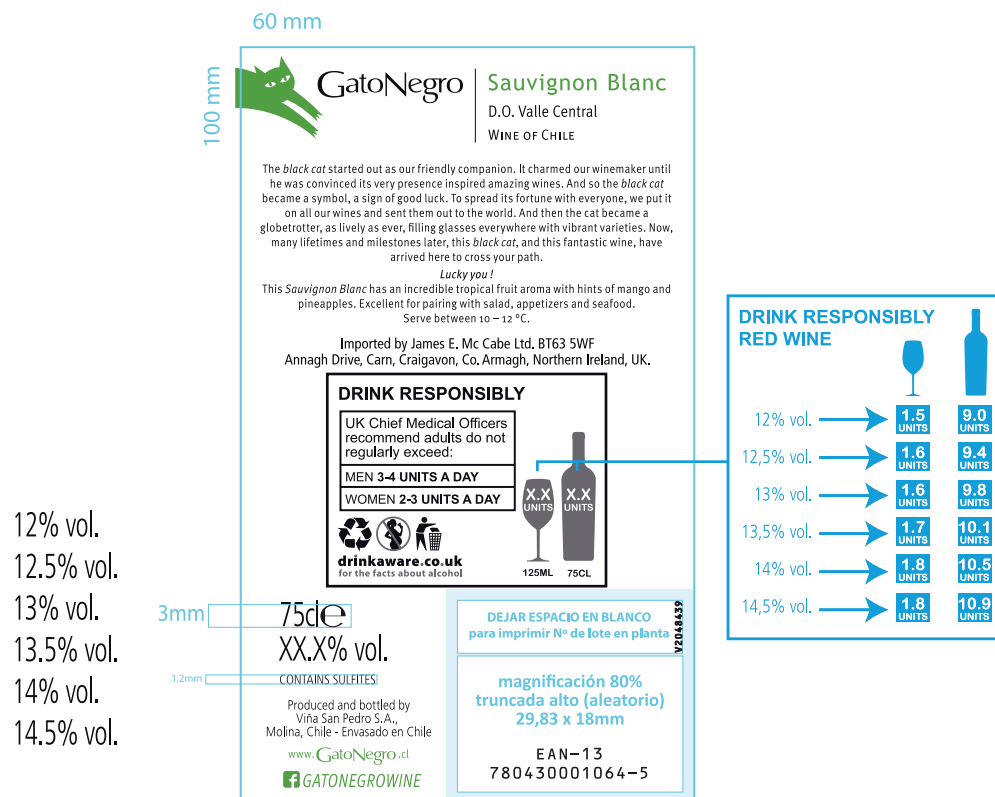 60 mm
100 mm
GatoNegro
Sauvignon Blanc
D.O. Valle Central
WINE OF CHILE
The black cat started out as our friendly companion. It charmed our winemaker until
he was convinced its very presence inspired amazing wines. And so the black cat
became a symbol, a sign of good luck. To spread its fortune with everyone, we put it
on all our wines and sent them out to the world. And then the cat became a
globetrotter, as lively as ever, filling glasses everywhere with vibrant varieties. Now,
many lifetimes and milestones later, this black cat, and this fantastic wine, have
arrived here to cross your path.
Lucky you !
This Sauvignon Blanc has an incredible tropical fruit aroma with hints of mango and
pineapples. Excellent for pairing with salad, appetizers and seafood.
Serve between 10 – 12 ºC.
Imported by James E. Mc Cabe Ltd. BT63 5WF
Annagh Drive, Carn, Craigavon, Co. Armagh, Northern Ireland, UK.
DRINK RESPONSIBLY
UK Chief Medical Officers
recommend adults do not
regularly exceed:
MEN 3-4 UNITS A DAY
WOMEN 2-3 UNITS A DAY
drinkaware.co.uk
for the facts about alcohol
X.X UNITS
X.X UNITS
125ML
75CL
DRINK RESPONSIBLY
RED WINE
12% vol. 1.5 UNITS 9.0 UNITS
12,5% vol. 1.6 UNITS 9.4 UNITS
13% vol. 1.6 UNITS 9.8 UNITS
13,5% vol. 1.7 UNITS 10.1 UNITS
14% vol. 1.8 UNITS 10.5 UNITS
14,5% vol. 1.8 UNITS 10.9 UNITS
12% vol.
12.5% vol.
13% vol.
13.5% vol.
14% vol.
14.5% vol.
3mm
75cl ℮
XX.X% vol.
1,2mm
CONTAINS SULFITES
Produced and bottled by
Viña San Pedro S.A.,
Molina, Chile - Envasado en Chile
www.GatoNegro.cl
GATONEGROWINE
DEJAR ESPACIO EN BLANCO
para imprimir Nº de lote en planta
V2048439
magnificación 80%
truncada alto (aleatorio)
29,83 x 18mm
EAN-13
780430001064-5